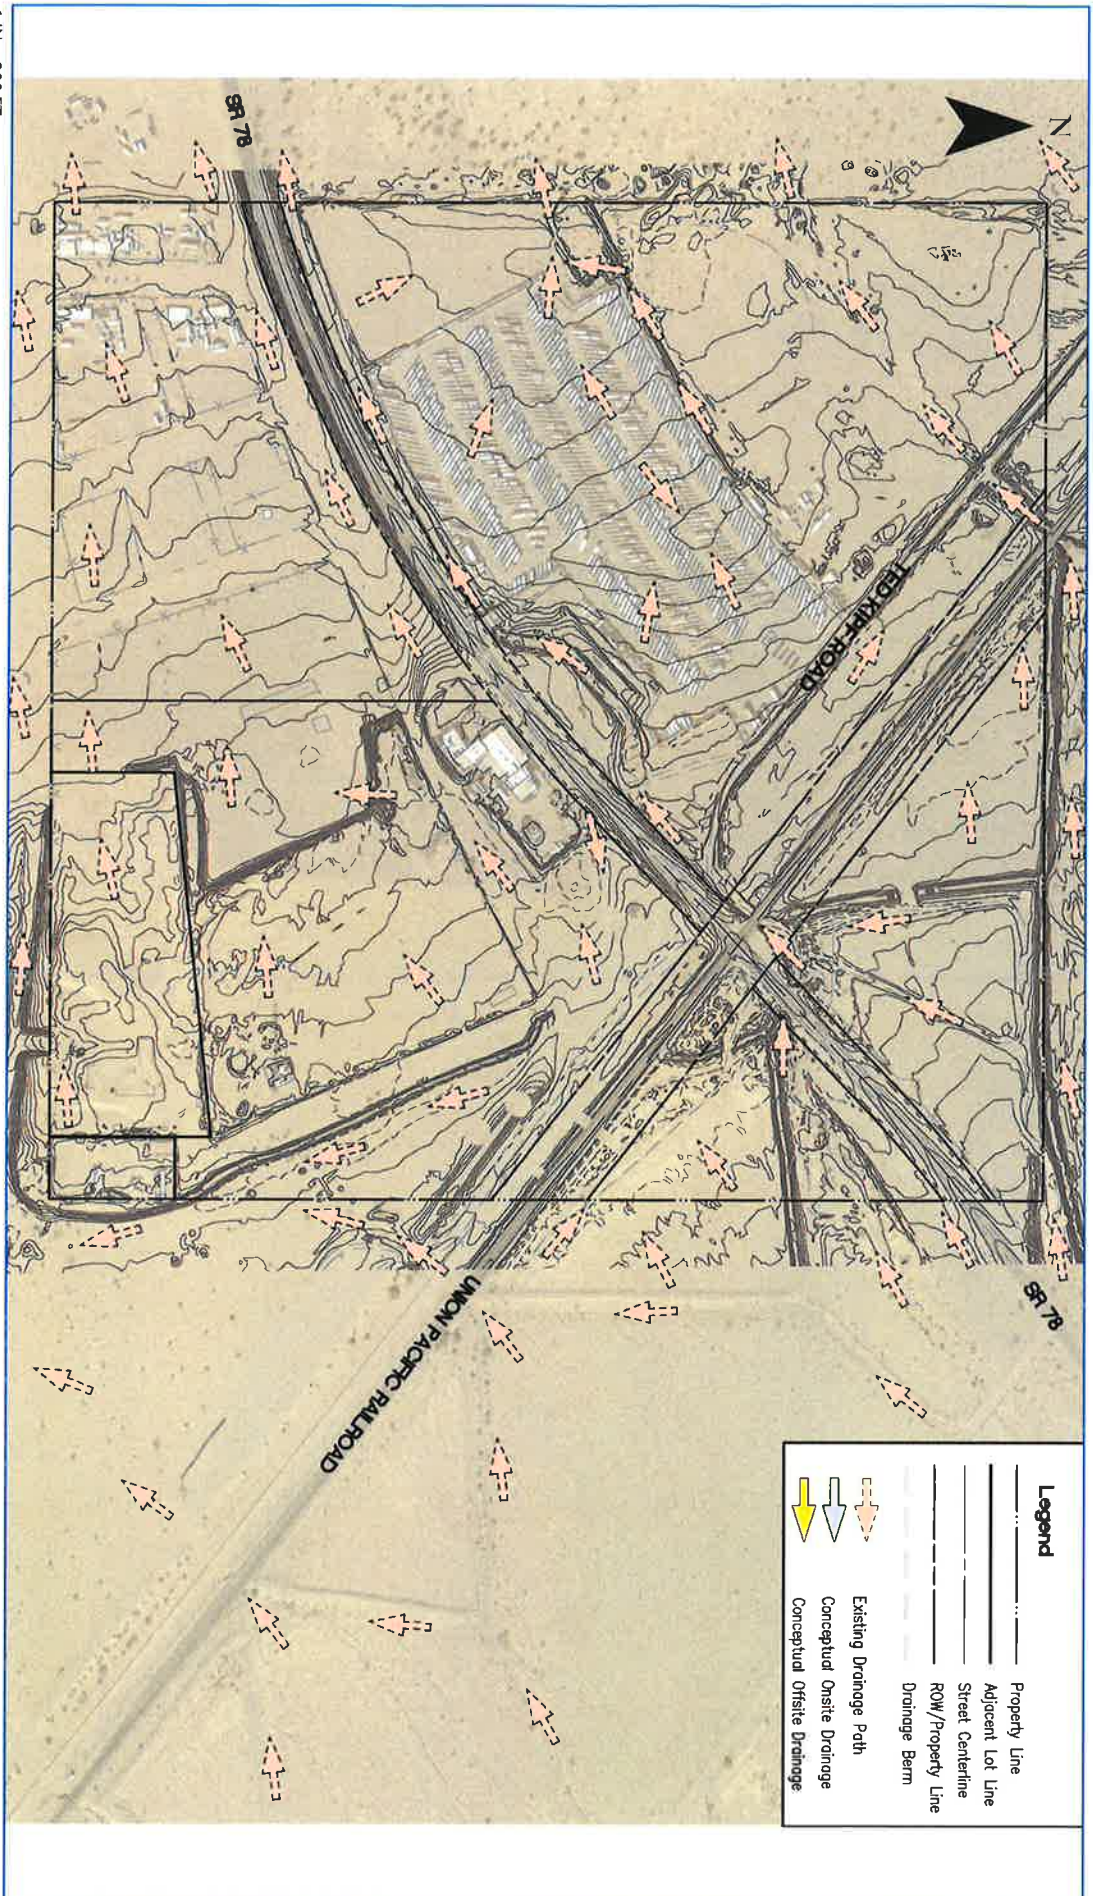 N
SR 78
TED KIPF ROAD
SR 78
UNION PACIFIC RAILROAD
Legend
Property Line
Adjacent Lot Line
Street Centerline
ROW/Property Line
Drainage Berm
Existing Drainage Path
Conceptual Onsite Drainage
Conceptual Offsite Drainage